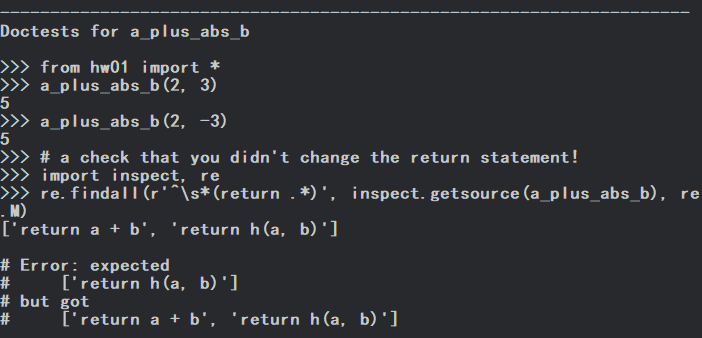 ---------------------------------------------------------------------
Doctests for a_plus_abs_b
>>> from hw01 import *
>>> a_plus_abs_b(2, 3)
5
>>> a_plus_abs_b(2, -3)
5
>>> # a check that you didn't change the return statement!
>>> import inspect, re
>>> re.findall(r'^\s*(return .*)', inspect.getsource(a_plus_abs_b), re
.M)
['return a + b', 'return h(a, b)']
# Error: expected
#     ['return h(a, b)']
# but got
#     ['return a + b', 'return h(a, b)']